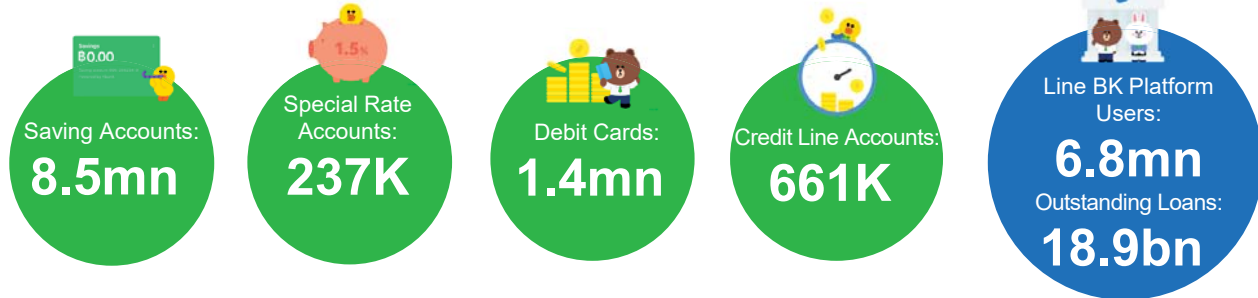 Savings
฿0.00
Saving Accounts:
8.5mn
1.5%
Special Rate
Accounts:
237K
Debit Cards:
1.4mn
Credit Line Accounts:
661K
Line BK Platform
Users:
6.8mn
Outstanding Loans:
18.9bn